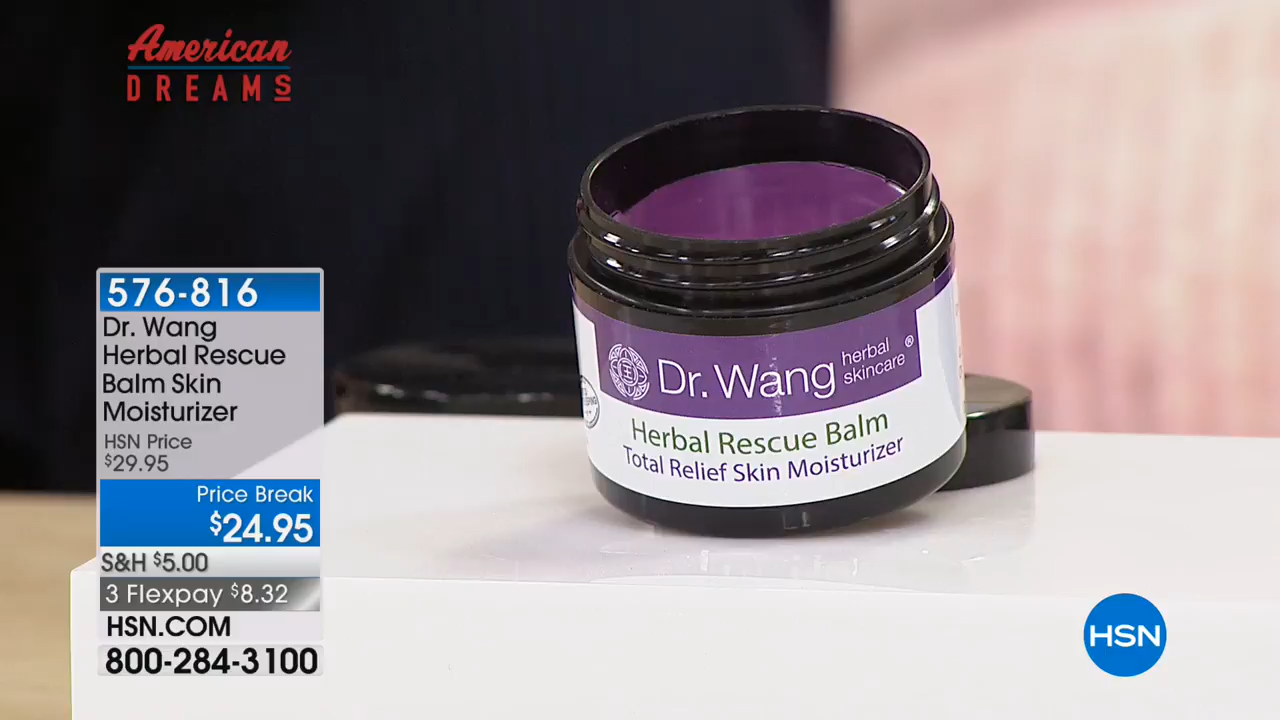 American
DREAMS
576-816
Dr. Wang
Herbal Rescue
Balm Skin
Moisturizer
HSN Price
$29.95
Price Break
$24.95
S&H $5.00
3 Flexpay $8.32
HSN.COM
800-284-3100
Dr. Wang herbal skincare®
Herbal Rescue Balm
Total Relief Skin Moisturizer
HSN